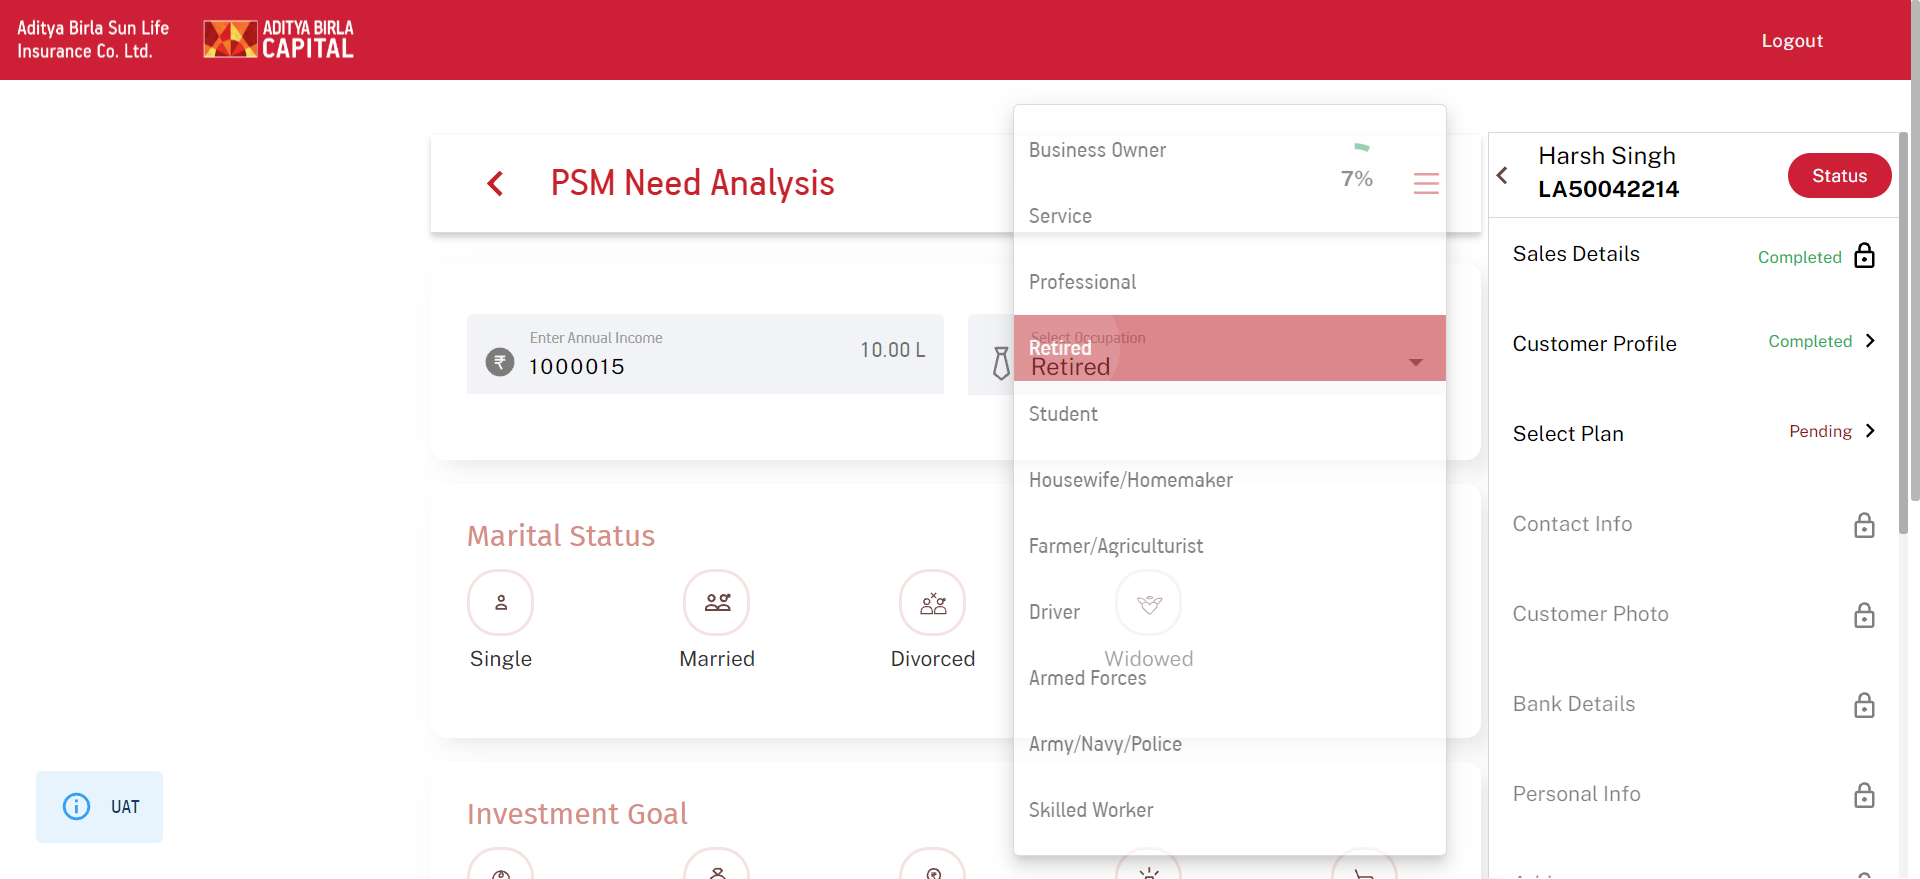 Aditya Birla Sun Life
Insurance Co. Ltd.
ADITYA BIRLA
CAPITAL
Logout
PSM Need Analysis
7%
Enter Annual Income
1000015
10.00 L
Select Occupation
Retired
Business Owner
Service
Professional
Retired
Student
Housewife/Homemaker
Farmer/Agriculturist
Driver
Armed Forces
Army/Navy/Police
Skilled Worker
Marital Status
Single
Married
Divorced
Widowed
Investment Goal
UAT
Harsh Singh
LA50042214
Status
Sales Details
Completed
Customer Profile
Completed
Select Plan
Pending
Contact Info
Customer Photo
Bank Details
Personal Info